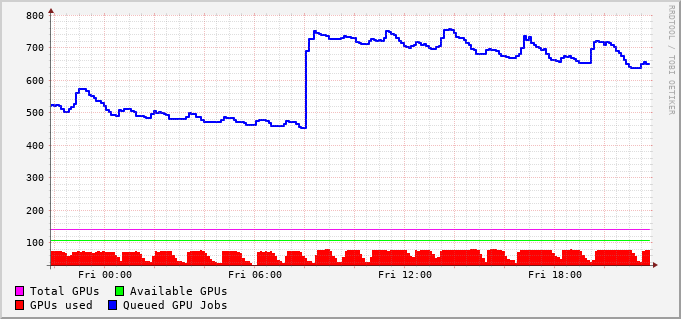 800
700
600
500
400
300
200
100
Fri 00:00 Fri 06:00 Fri 12:00 Fri 18:00
Total GPUs Available GPUs
GPUs used Queued GPU Jobs
RRDTOOL / TOBI OETIKER